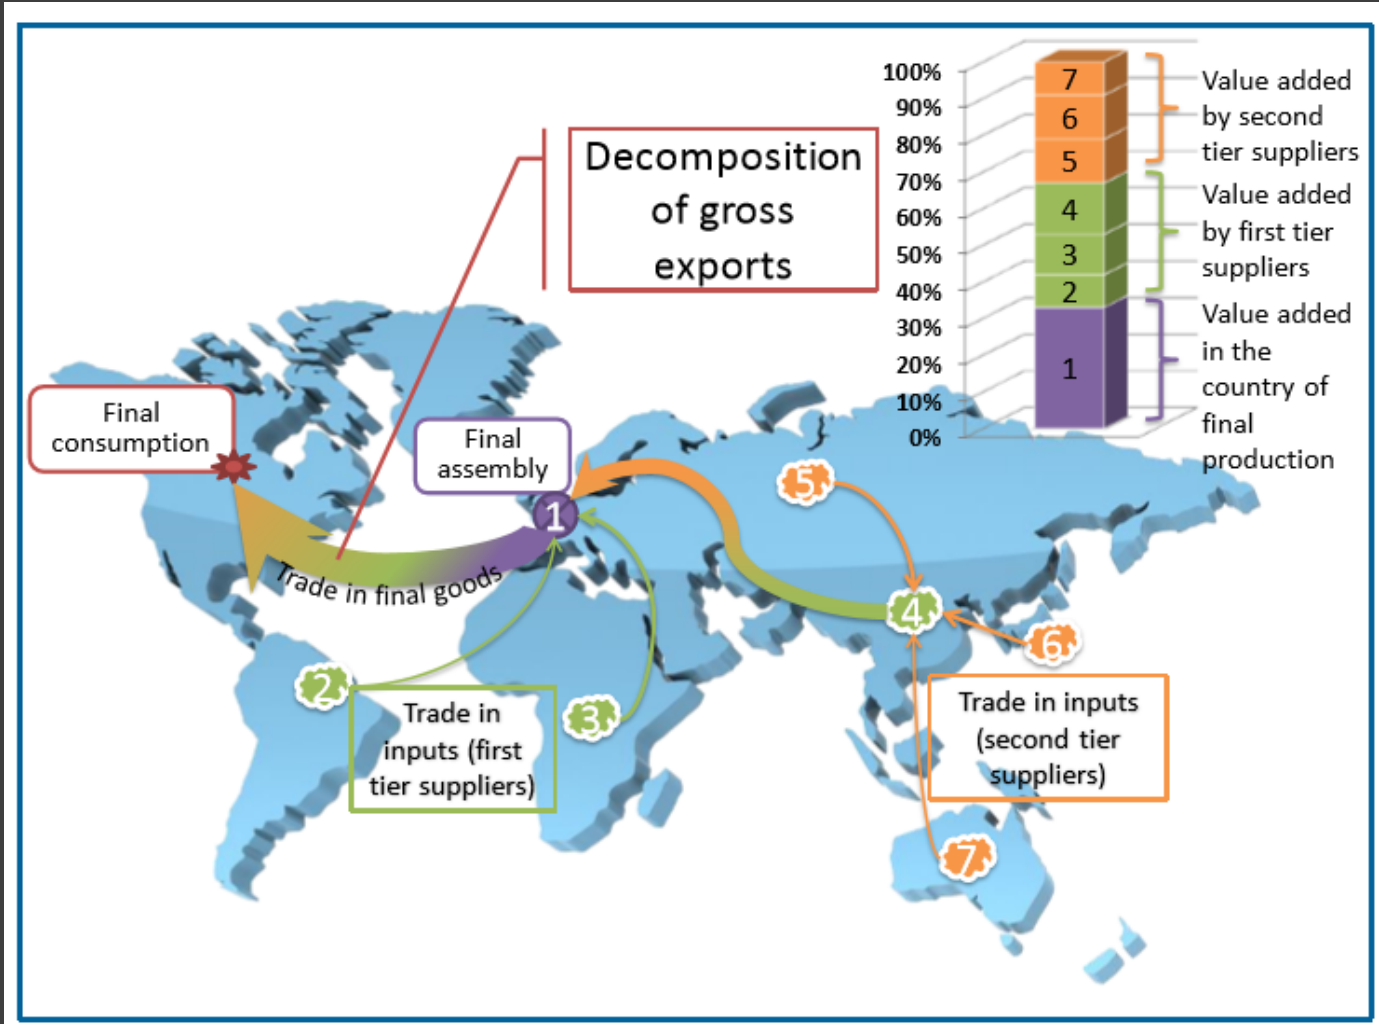 Decomposition
of gross
exports
100%
90%
80%
70%
60%
50%
40%
30%
20%
10%
0%
7
6
5
4
3
2
1
Value added
by second
tier suppliers
Value added
by first tier
suppliers
Value added
in the
country of
final
production
Final
consumption
Final
assembly
1
Trade in final goods
5
4
6
2
Trade in
inputs (first
tier suppliers)
3
Trade in inputs
(second tier
suppliers)
7